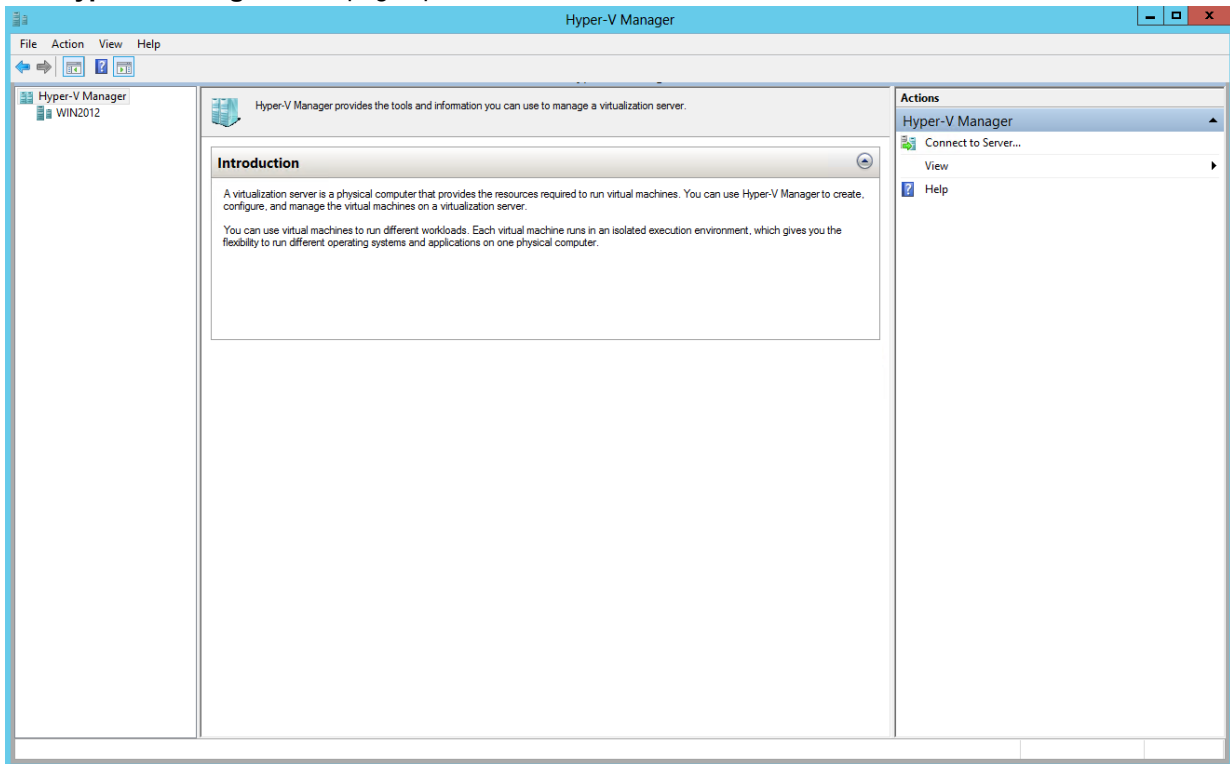 Hyper-V Manager
File Action View Help
Hyper-V Manager
WIN2012
Hyper-V Manager provides the tools and information you can use to manage a virtualization server.
Introduction
A virtualization server is a physical computer that provides the resources required to run virtual machines. You can use Hyper-V Manager to create,
configure, and manage the virtual machines on a virtualization server.
You can use virtual machines to run different workloads. Each virtual machine runs in an isolated execution environment, which gives you the
flexibility to run different operating systems and applications on one physical computer.
Actions
Hyper-V Manager
Connect to Server...
View
Help